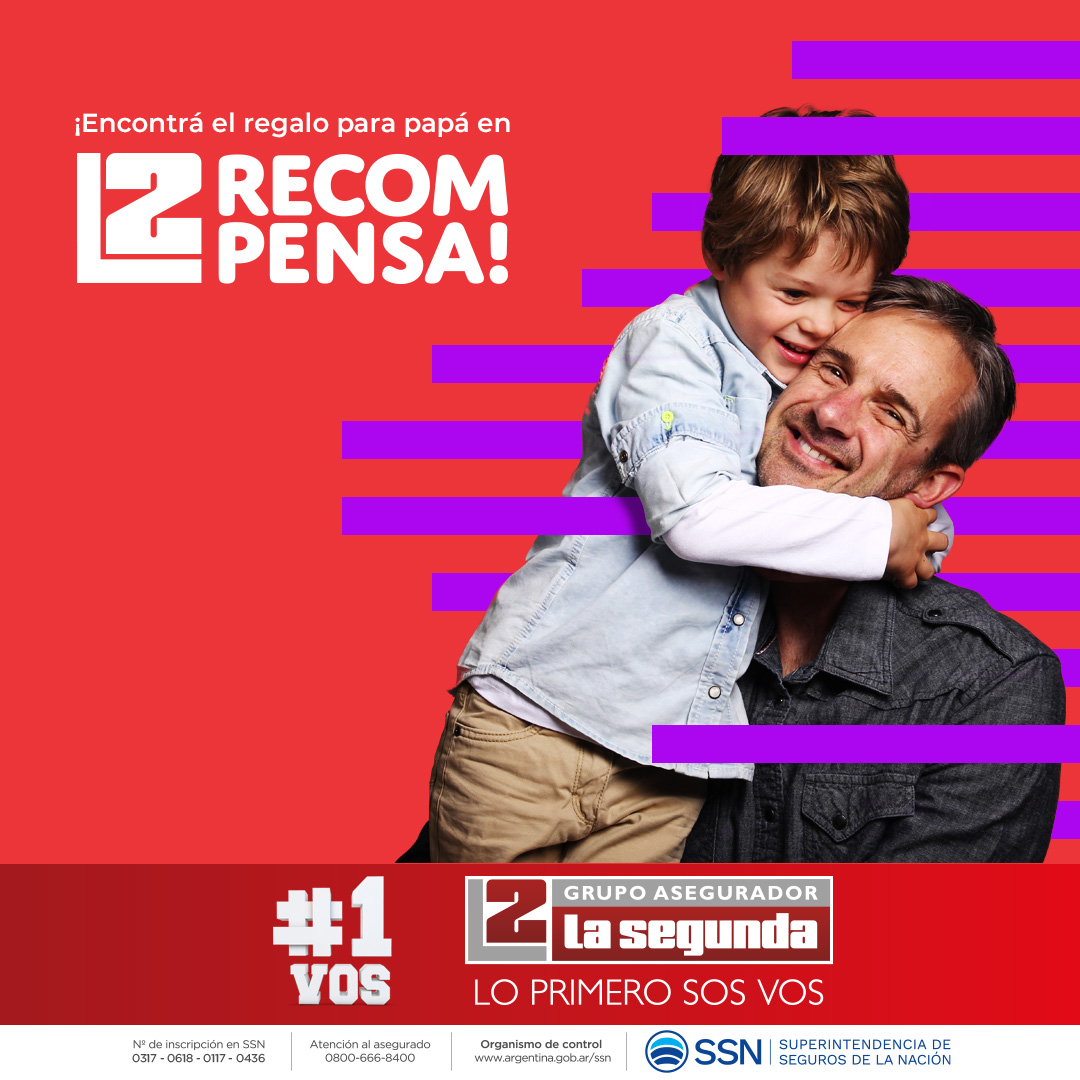 ¡Encontrá el regalo para papá en
L2 RECOM
PENSA!
#1
VOS
L2 GRUPO ASEGURADOR
La segunda
LO PRIMERO SOS VOS
Nº de inscripción en SSN
0317 - 0618 - 0117 - 0436
Atención al asegurado
0800-666-8400
Organismo de control
www.argentina.gob.ar/ssn
SSN
SUPERINTENDENCIA DE
SEGUROS DE LA NACIÓN